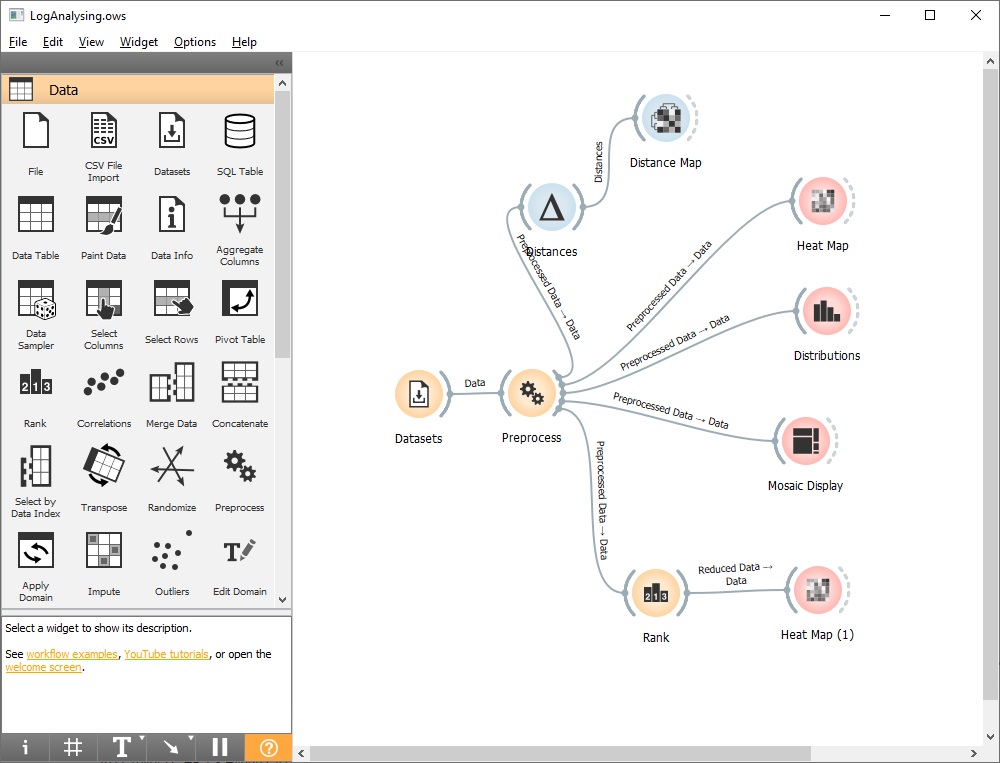 LogAnalysing.ows
File Edit View Widget Options Help
Data
File
CSV File
Import
Datasets
SQL Table
Data Table
Paint Data
Data Info
Aggregate
Columns
Data
Sampler
Select
Columns
Select Rows
Pivot Table
Rank
Correlations
Merge Data
Concatenate
Select by
Data Index
Transpose
Randomize
Preprocess
Apply
Domain
Impute
Outliers
Edit Domain
Select a widget to show its description.
See workflow examples, YouTube tutorials, or open the
welcome screen.
Distances
Distance Map
Distances
Preprocessed Data → Data
Preprocessed Data → Data
Heat Map
Preprocessed Data → Data
Distributions
Datasets
Data
Preprocess
Preprocessed Data → Data
Mosaic Display
Preprocessed Data → Data
Rank
Reduced Data →
Data
Heat Map (1)